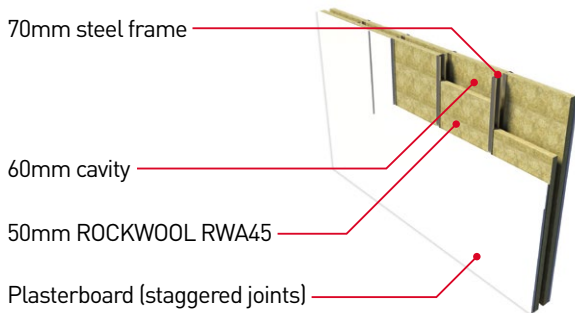 70mm steel frame
60mm cavity
50mm ROCKWOOL RWA45
Plasterboard (staggered joints)